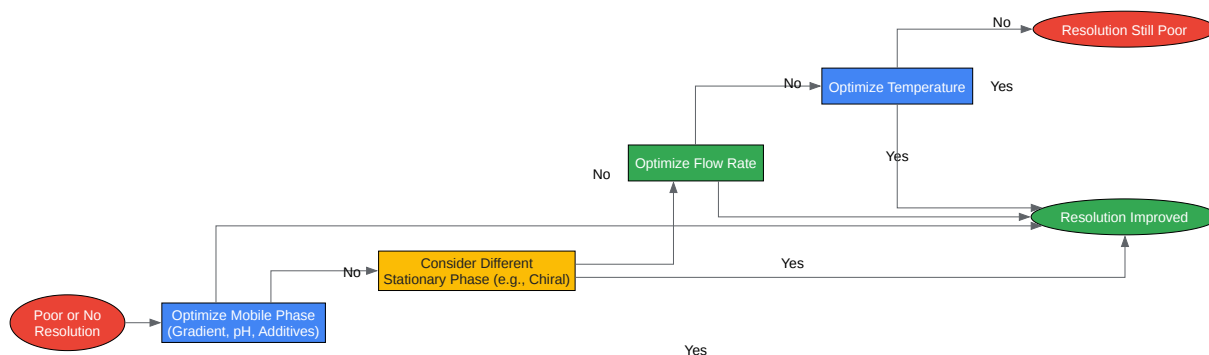 No
Resolution Still Poor
No
Optimize Temperature
Yes
Yes
Optimize Flow Rate
No
Resolution Improved
Yes
Consider Different
Stationary Phase (e.g., Chiral)
No
Poor or No
Resolution
Optimize Mobile Phase
(Gradient, pH, Additives)
Yes